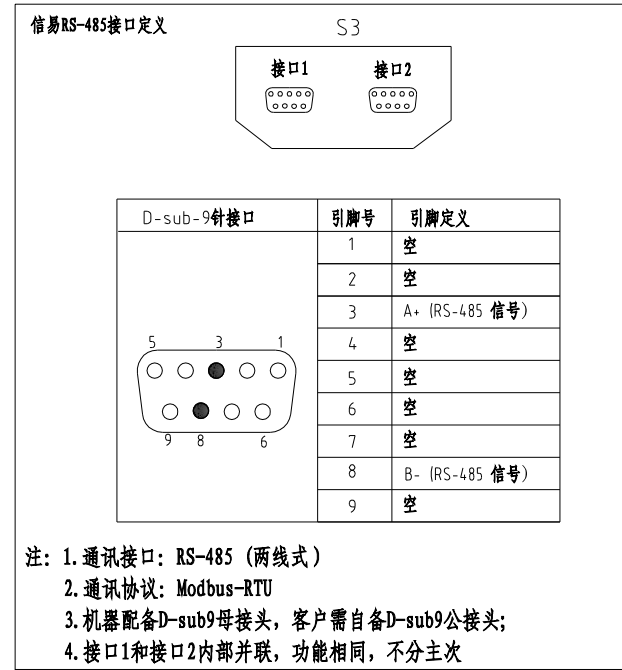 信易RS-485接口定义
S3
接口1 接口2
D-sub-9针接口 引脚号 引脚定义
1 空
2 空
3 A+ (RS-485 信号)
4 空
5 空
6 空
7 空
8 B- (RS-485 信号)
9 空
5 3 1
9 8 6
注: 1.通讯接口: RS-485 (两线式)
2.通讯协议: Modbus-RTU
3.机器配备D-sub9母接头, 客户需自备D-sub9公接头;
4.接口1和接口2内部并联, 功能相同, 不分主次